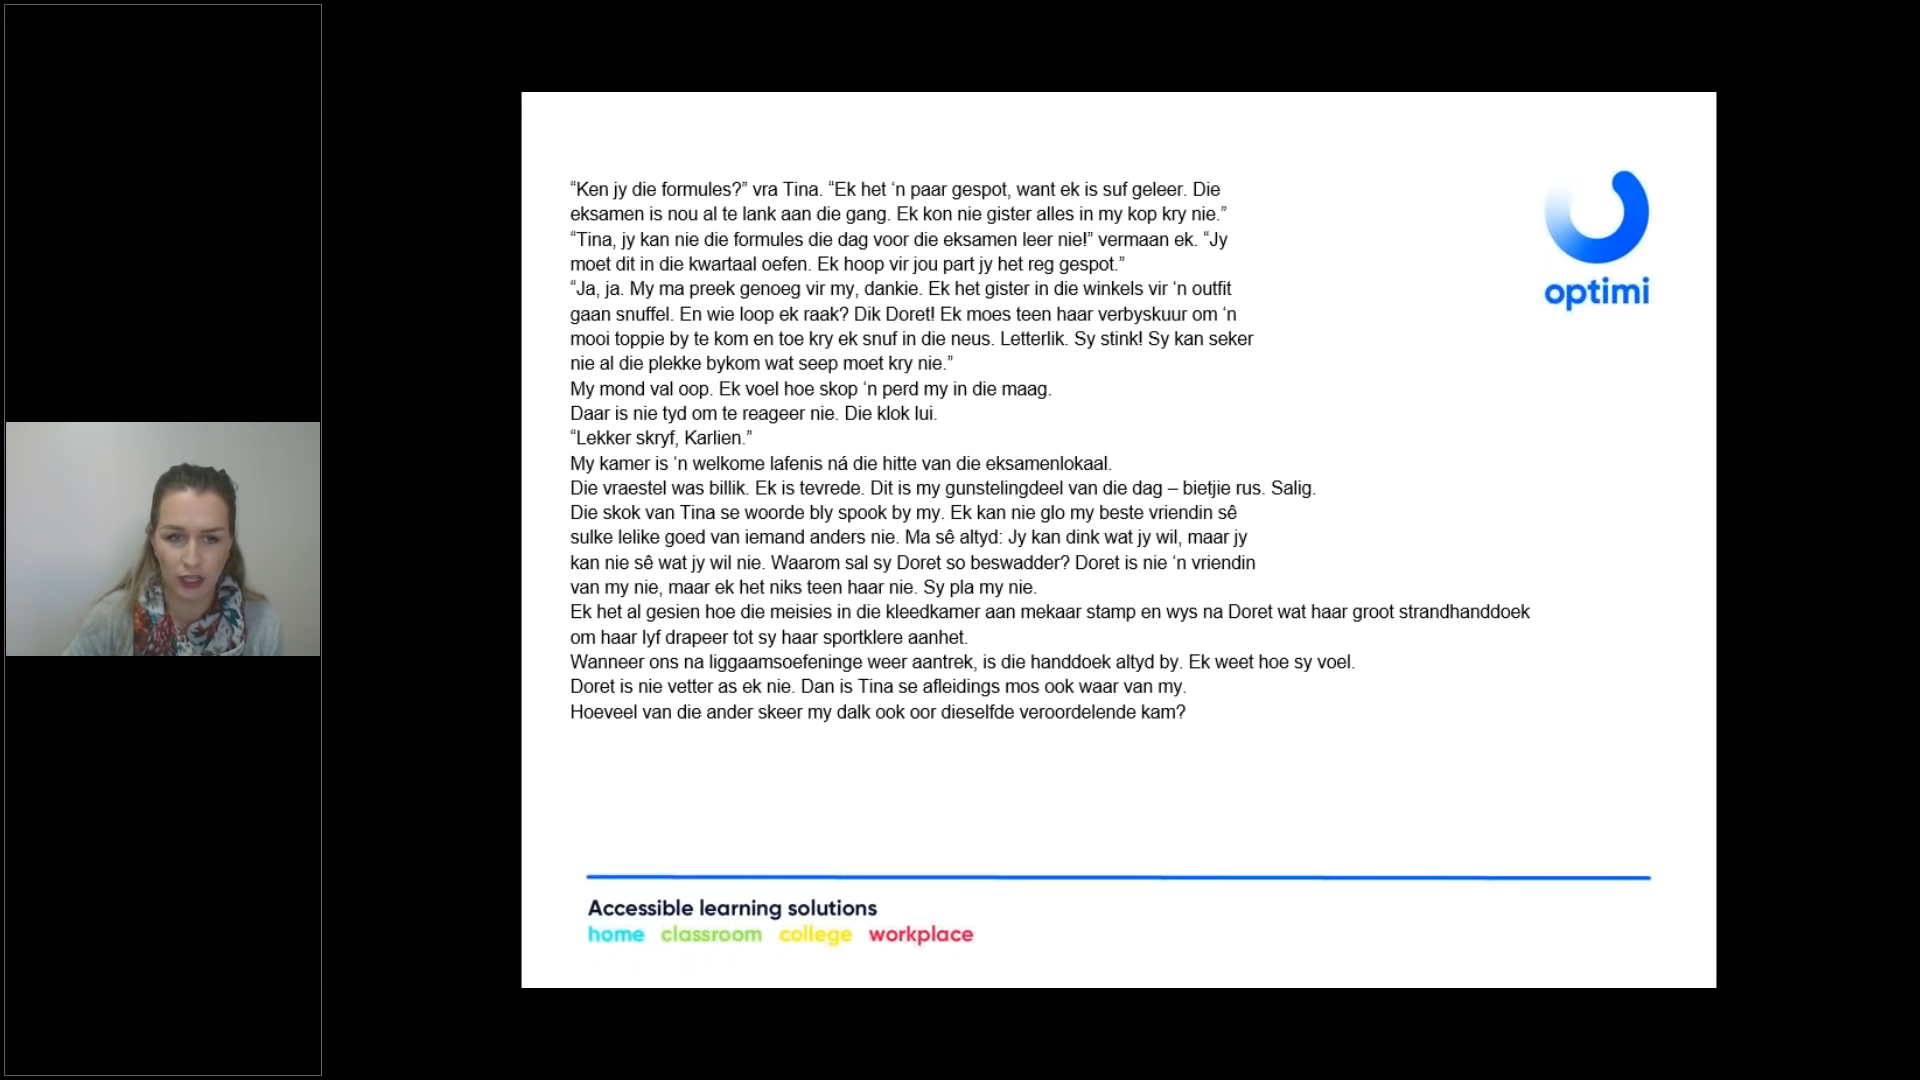 “Ken jy die formules?” vra Tina. “Ek het ‘n paar gespot, want ek is suf geleer. Die
eksamen is nou al te lank aan die gang. Ek kon nie gister alles in my kop kry nie.”
“Tina, jy kan nie die formules die dag voor die eksamen leer nie!” vermaan ek. “Jy
moet dit in die kwartaal oefen. Ek hoop vir jou part jy het reg gespot.”
“Ja, ja. My ma preek genoeg vir my, dankie. Ek het gister in die winkels vir ‘n outfit
gaan snuffel. En wie loop ek raak? Dik Doret! Ek moes teen haar verbyskuur om ‘n
mooi toppie by te kom en toe kry ek snuf in die neus. Letterlik. Sy stink! Sy kan seker
nie al die plekke bykom wat seep moet kry nie.”
My mond val oop. Ek voel hoe skop ‘n perd my in die maag.
Daar is nie tyd om te reageer nie. Die klok lui.
“Lekker skryf, Karlien.”
My kamer is ‘n welkome lafenis ná die hitte van die eksamenlokaal.
Die vraestel was billik. Ek is tevrede. Dit is my gunstelingdeel van die dag – bietjie rus. Salig.
Die skok van Tina se woorde bly spook by my. Ek kan nie glo my beste vriendin sê
sulke lelike goed van iemand anders nie. Ma sê altyd: Jy kan dink wat jy wil, maar jy
kan nie sê wat jy wil nie. Waarom sal sy Doret so beswadder? Doret is nie ‘n vriendin
van my nie, maar ek het niks teen haar nie. Sy pla my nie.
Ek het al gesien hoe die meisies in die kleedkamer aan mekaar stamp en wys na Doret wat haar groot strandhanddoek
om haar lyf drapeer tot sy haar sportklere aanhet.
Wanneer ons na liggaamsoefeninge weer aantrek, is die handdoek altyd by. Ek weet hoe sy voel.
Doret is nie vetter as ek nie. Dan is Tina se afleidings mos ook waar van my.
Hoeveel van die ander skeer my dalk ook oor dieselfde veroordelende kam?
optimi
Accessible learning solutions
home classroom college workplace